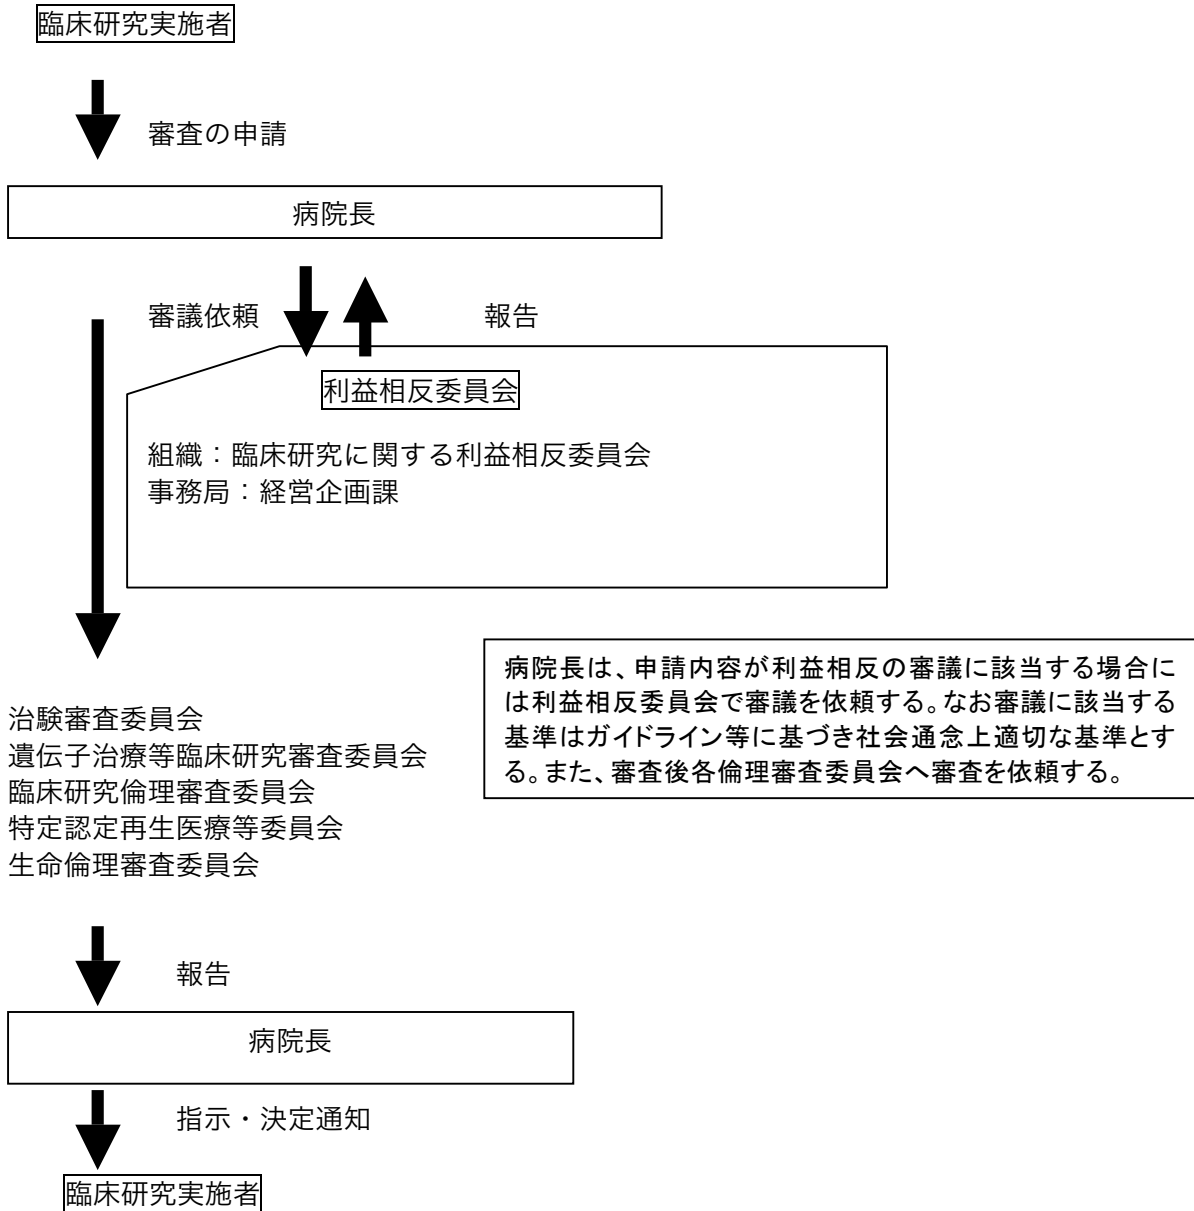 臨床研究実施者
審査の申請
病院長
審議依頼
報告
利益相反委員会
組織：臨床研究に関する利益相反委員会
事務局：経営企画課
病院長は、申請内容が利益相反の審議に該当する場合に
は利益相反委員会で審議を依頼する。なお審議に該当する
基準はガイドライン等に基づき社会通念上適切な基準とす
る。また、審査後各倫理審査委員会へ審査を依頼する。
治験審査委員会
遺伝子治療等臨床研究審査委員会
臨床研究倫理審査委員会
特定認定再生医療等委員会
生命倫理審査委員会
報告
病院長
指示・決定通知
臨床研究実施者